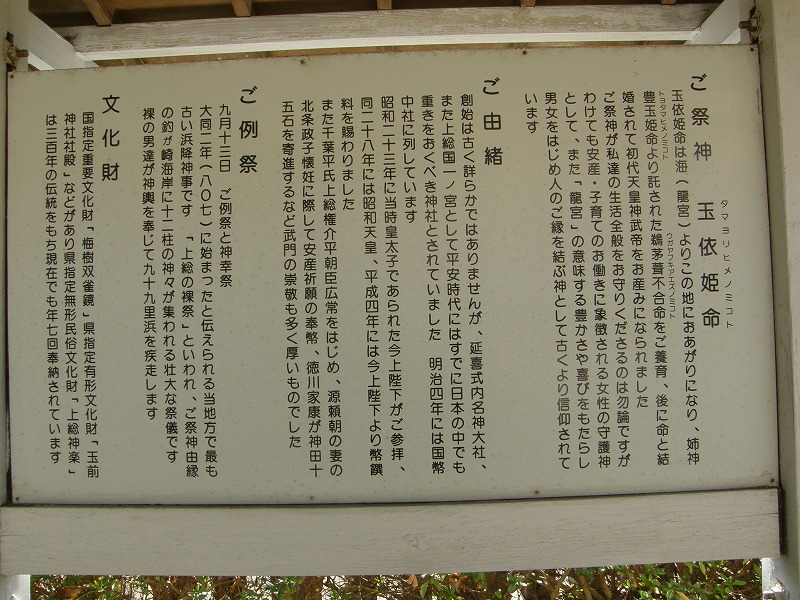 ご祭神　玉依姫命
タマヨリヒメノミコト
玉依姫命は海（龍宮）よりこの地におあがりになり、姉神
豊玉姫命より託された鵜茅葺不合命をご養育、後に命と結
トヨタマヒメノミコト
ウガヤフキアエズノミコト
婚されて初代天皇神武帝をお産みになられました
ご祭神が私達の生活全般をお守りくださるのは勿論ですが
わけても安産・子育てのお働きに象徴される女性の守護神
として、また「龍宮」の意味する豊かさや喜びをもたらし
男女をはじめ人のご縁を結ぶ神として古くより信仰されて
います
ご由緒
創始は古く詳らかではありませんが、延喜式内名神大社、
また上総国一ノ宮として平安時代にはすでに日本の中でも
重きをおくべき神社とされていました　明治四年には国幣
中社に列しています
昭和二十三年に当時皇太子であられた今上陛下がご参拝、
同二十八年には昭和天皇、平成四年には今上陛下より幣饌
料を賜わりました
また千葉平氏上総権介平朝臣広常をはじめ、源頼朝の妻の
北条政子懐妊に際して安産祈願の奉幣、徳川家康が神田十
五石を寄進するなど武門の崇敬も多く厚いものでした
ご例祭
九月十三日　ご例祭と神幸祭
大同二年（八〇七）に始まったと伝えられる当地方で最も
古い浜降神事です　「上総の裸祭」といわれ、ご祭神由縁
の釣ガ崎海岸に十二柱の神々が集われる壮大な祭儀です
裸の男達が神輿を奉じて九十九里浜を疾走します
文化財
国指定重要文化財「梅樹双雀鏡」県指定有形文化財「玉前
神社社殿」などがあり県指定無形民俗文化財「上総神楽」
は三百年の伝統をもち現在でも年七回奉納されています